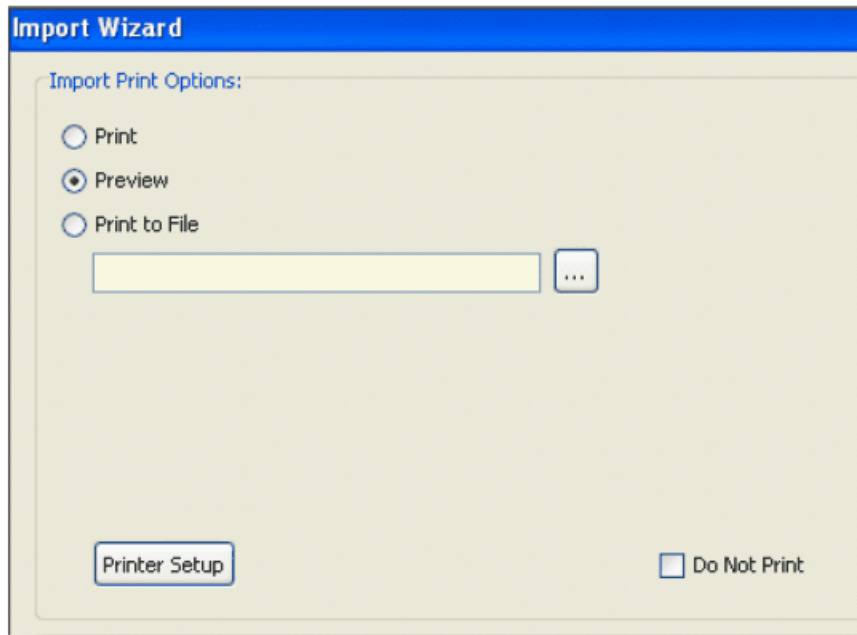 Import Wizard
Import Print Options:
Print
Preview
Print to File
...
Printer Setup
Do Not Print